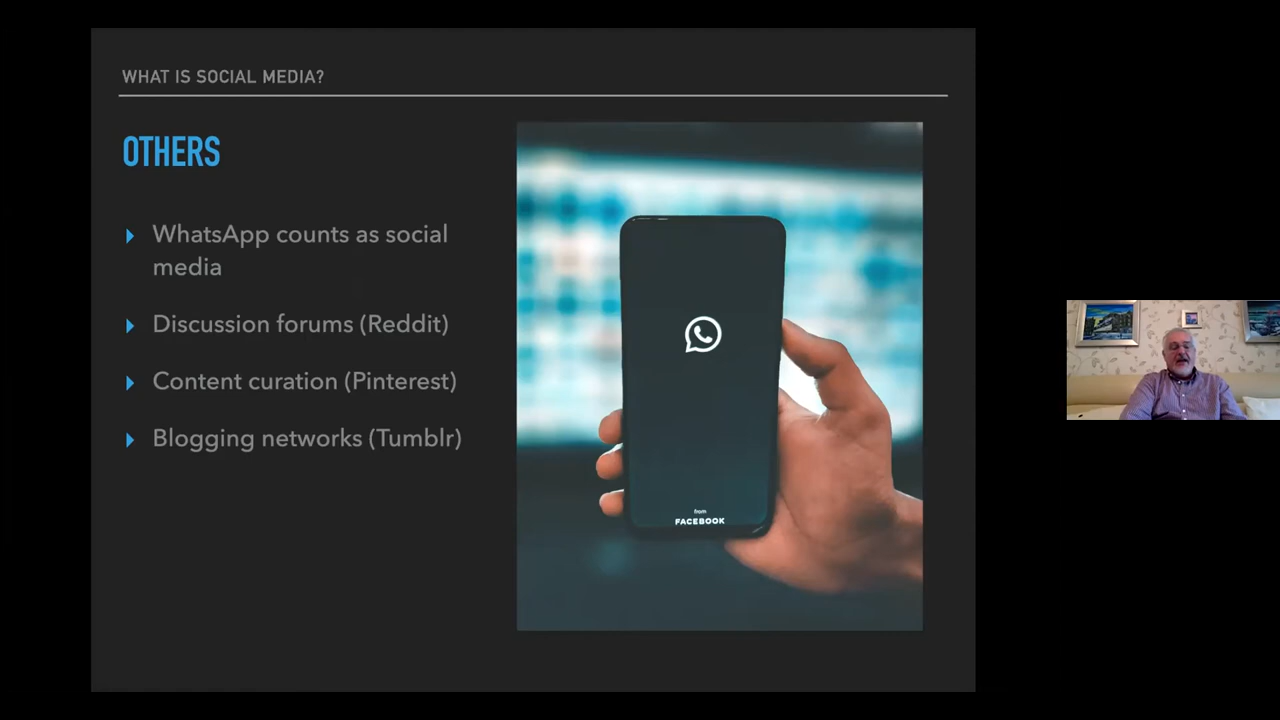 WHAT IS SOCIAL MEDIA?
OTHERS
WhatsApp counts as social
media
Discussion forums (Reddit)
Content curation (Pinterest)
Blogging networks (Tumblr)
from
FACEBOOK